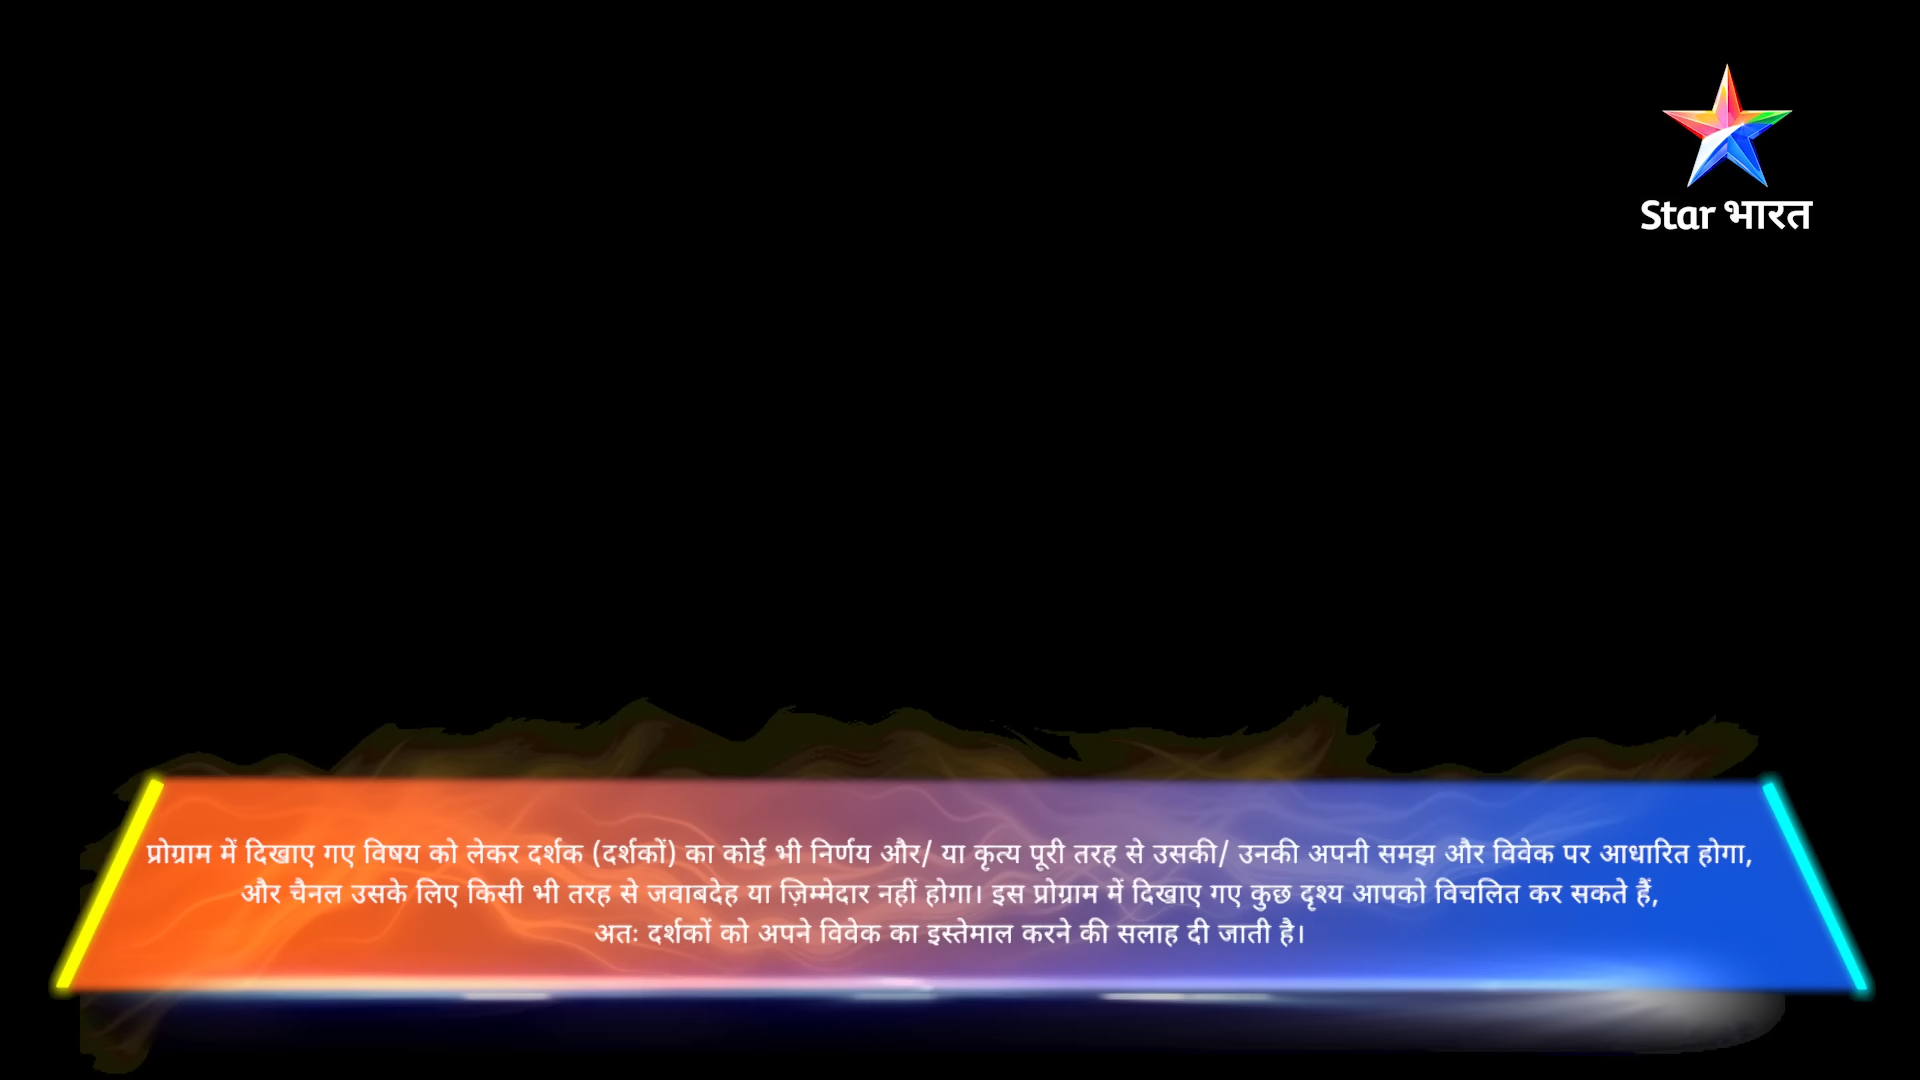 Star भारत
प्रोग्राम में दिखाए गए विषय को लेकर दर्शक (दर्शकों) का कोई भी निर्णय और/ या कृत्य पूरी तरह से उसकी/ उनकी अपनी समझ और विवेक पर आधारित होगा,
और चैनल उसके लिए किसी भी तरह से जवाबदेह या ज़िम्मेदार नहीं होगा। इस प्रोग्राम में दिखाए गए कुछ दृश्य आपको विचलित कर सकते हैं,
अतः दर्शकों को अपने विवेक का इस्तेमाल करने की सलाह दी जाती है।